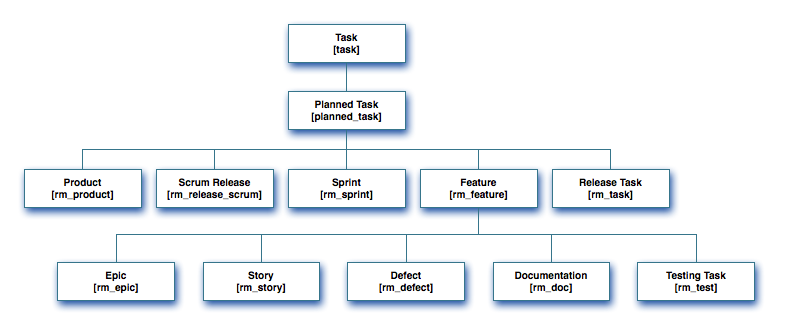 Task
[task]
Planned Task
[planned_task]
Product
[rm_product]
Scrum Release
[rm_release_scrum]
Sprint
[rm_sprint]
Feature
[rm_feature]
Release Task
[rm_task]
Epic
[rm_epic]
Story
[rm_story]
Defect
[rm_defect]
Documentation
[rm_doc]
Testing Task
[rm_test]